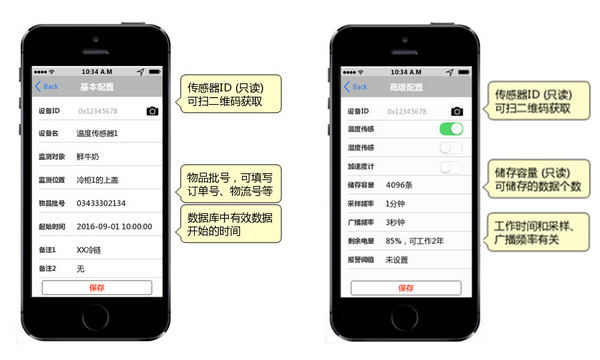 10:34 A.M
Back 基本配置
设备ID 0x12345678
设备名 温度传感器1
监测对象 鲜牛奶
监测位置 冷柜1的上盖
物品批号 03433302134
起始时间 2016-09-01 10:00:00
备注1 XX冷链
备注2 无
保存
传感器ID (只读)
可扫二维码获取
物品批号，可填写
订单号、物流号等
数据库中有效数据
开始的时间
10:34 A.M
Back 高级配置
设备ID 0x12345678
温度传感
湿度传感
加速度计
储存容量 4096条
采样频率 1分钟
广播频率 3秒钟
剩余电量 85%，可工作2年
报警阈值 未设置
保存
传感器ID (只读)
可扫二维码获取
储存容量 (只读)
可储存的数据个数
工作时间和采样、
广播频率有关